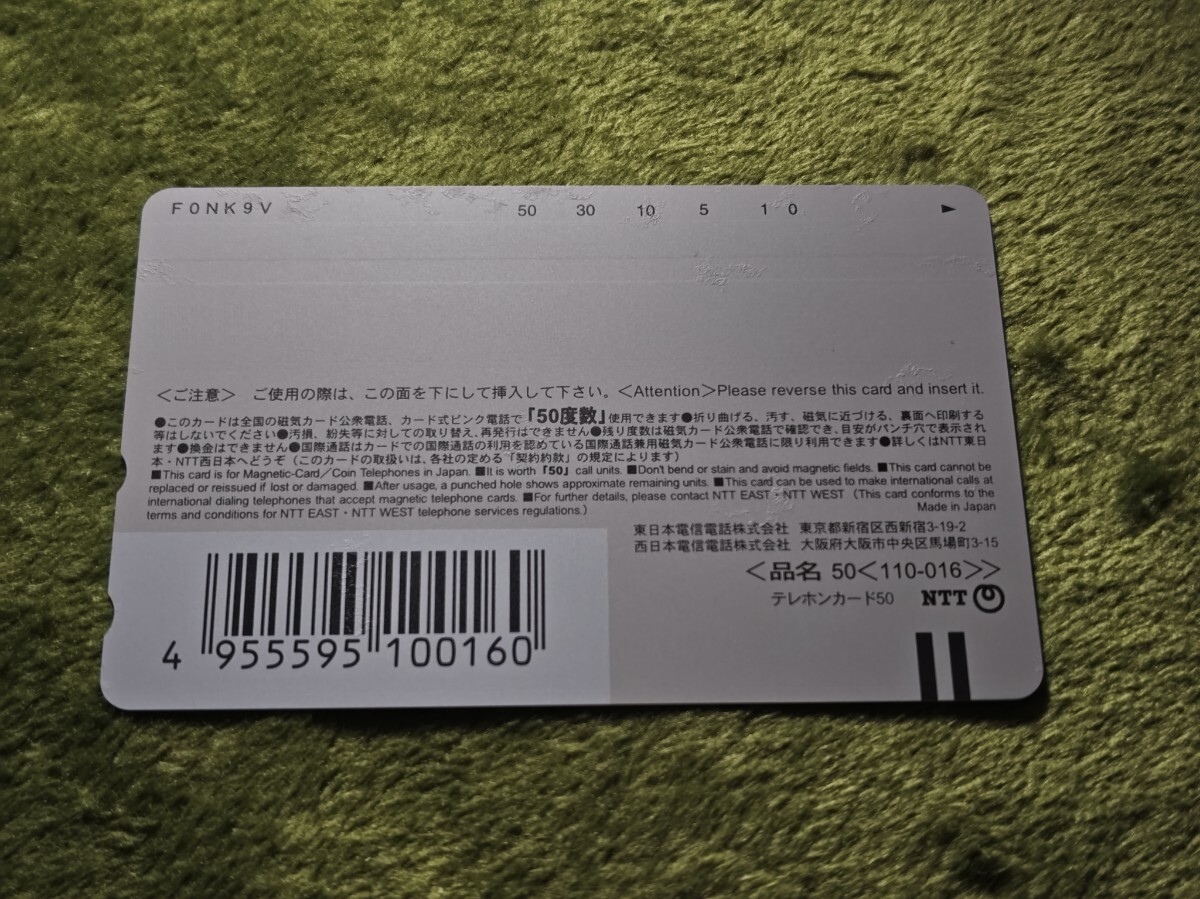 F0NK9V 50 30 10 5 1 0 ►
＜ご注意＞ ご使用の際は、この面を下にして挿入して下さい。＜Attention＞Please reverse this card and insert it.
●このカードは全国の磁気カード公衆電話、カード式ピンク電話で「50度数」使用できます●折り曲げる、汚す、磁気に近づける、裏面へ印刷する
等はしないでください●汚損、紛失等に対しての取り替え、再発行はできません●残り度数は磁気カード公衆電話で確認でき、目安がパンチ穴で表示され
ます●換金はできません●国際通話はカードでの国際通話の利用を認めている国際通話兼用磁気カード公衆電話に限り利用できます●詳しくはNTT東日
本・NTT西日本へどうぞ（このカードの取扱いは、各社の定める「契約約款」の規定によります）
■This card is for Magnetic-Card／Coin Telephones in Japan. ■It is worth「50」call units. ■Don't bend or stain and avoid magnetic fields. ■This card cannot be
replaced or reissued if lost or damaged. ■After usage, a punched hole shows approximate remaining units. ■This card can be used to make international calls at
international dialing telephones that accept magnetic telephone cards. ■For further details, please contact NTT EAST・NTT WEST（This card conforms to the
terms and conditions for NTT EAST・NTT WEST telephone services regulations.）
Made in Japan
東日本電信電話株式会社 東京都新宿区西新宿3-19-2
西日本電信電話株式会社 大阪府大阪市中央区馬場町3-15
＜品名 50＜110-016＞＞
テレホンカード50 NTT
4 955595 100160